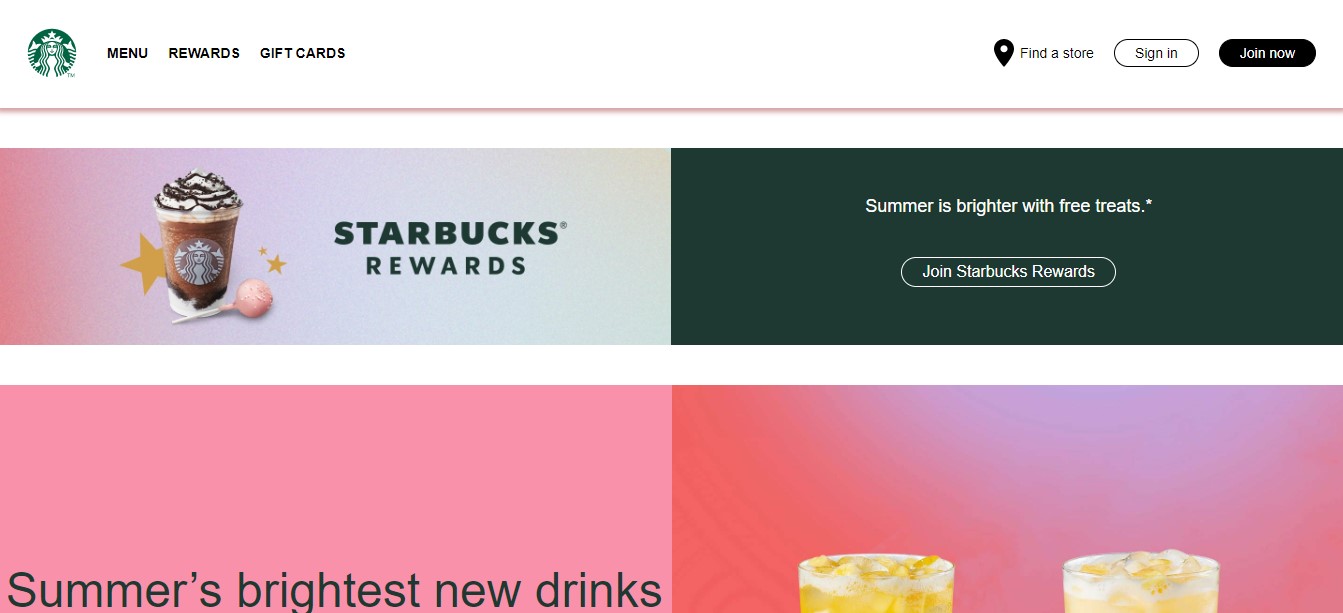 MENU REWARDS GIFT CARDS Find a store Sign in Join now
TM
STARBUCKS®
REWARDS
Summer is brighter with free treats.*
Join Starbucks Rewards
Summer’s brightest new drinks